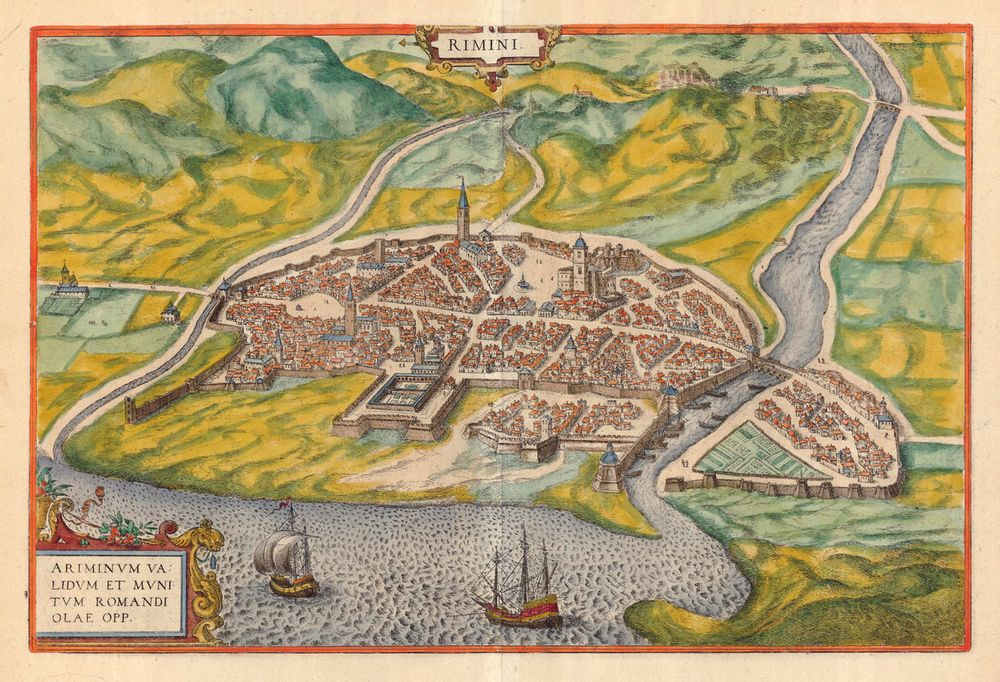 RIMINI.
ARIMINVM VA:
LIDVM ET MVNI
TVM ROMANDI
OLAE OPP.